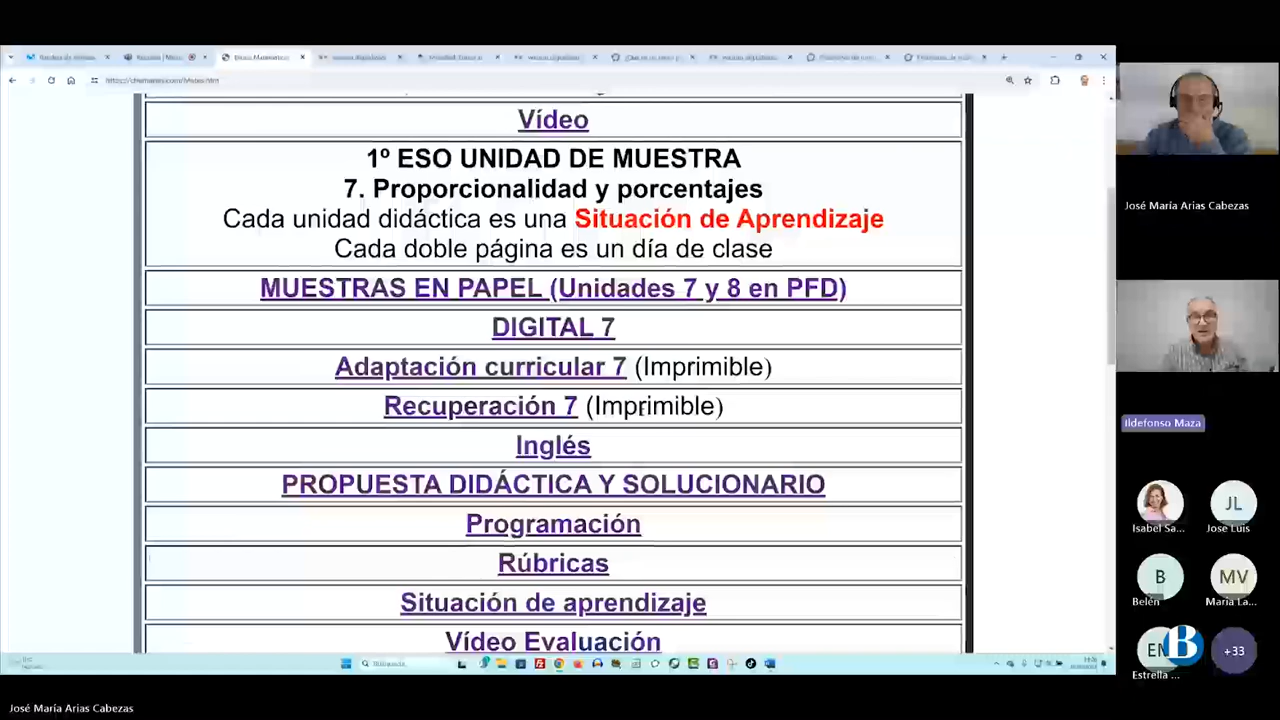 Vídeo
1º ESO UNIDAD DE MUESTRA
7. Proporcionalidad y porcentajes
Cada unidad didáctica es una Situación de Aprendizaje
Cada doble página es un día de clase
MUESTRAS EN PAPEL (Unidades 7 y 8 en PFD)
DIGITAL 7
Adaptación curricular 7 (Imprimible)
Recuperación 7 (Imprimible)
Inglés
PROPUESTA DIDÁCTICA Y SOLUCIONARIO
Programación
Rúbricas
Situación de aprendizaje
Vídeo Evaluación
José María Arias Cabezas
Ildefonso Maza
Isabel Sa...
JL
Jose Luis
B
Belén
MV
María La...
B
Estrella ...
+33
José María Arias Cabezas